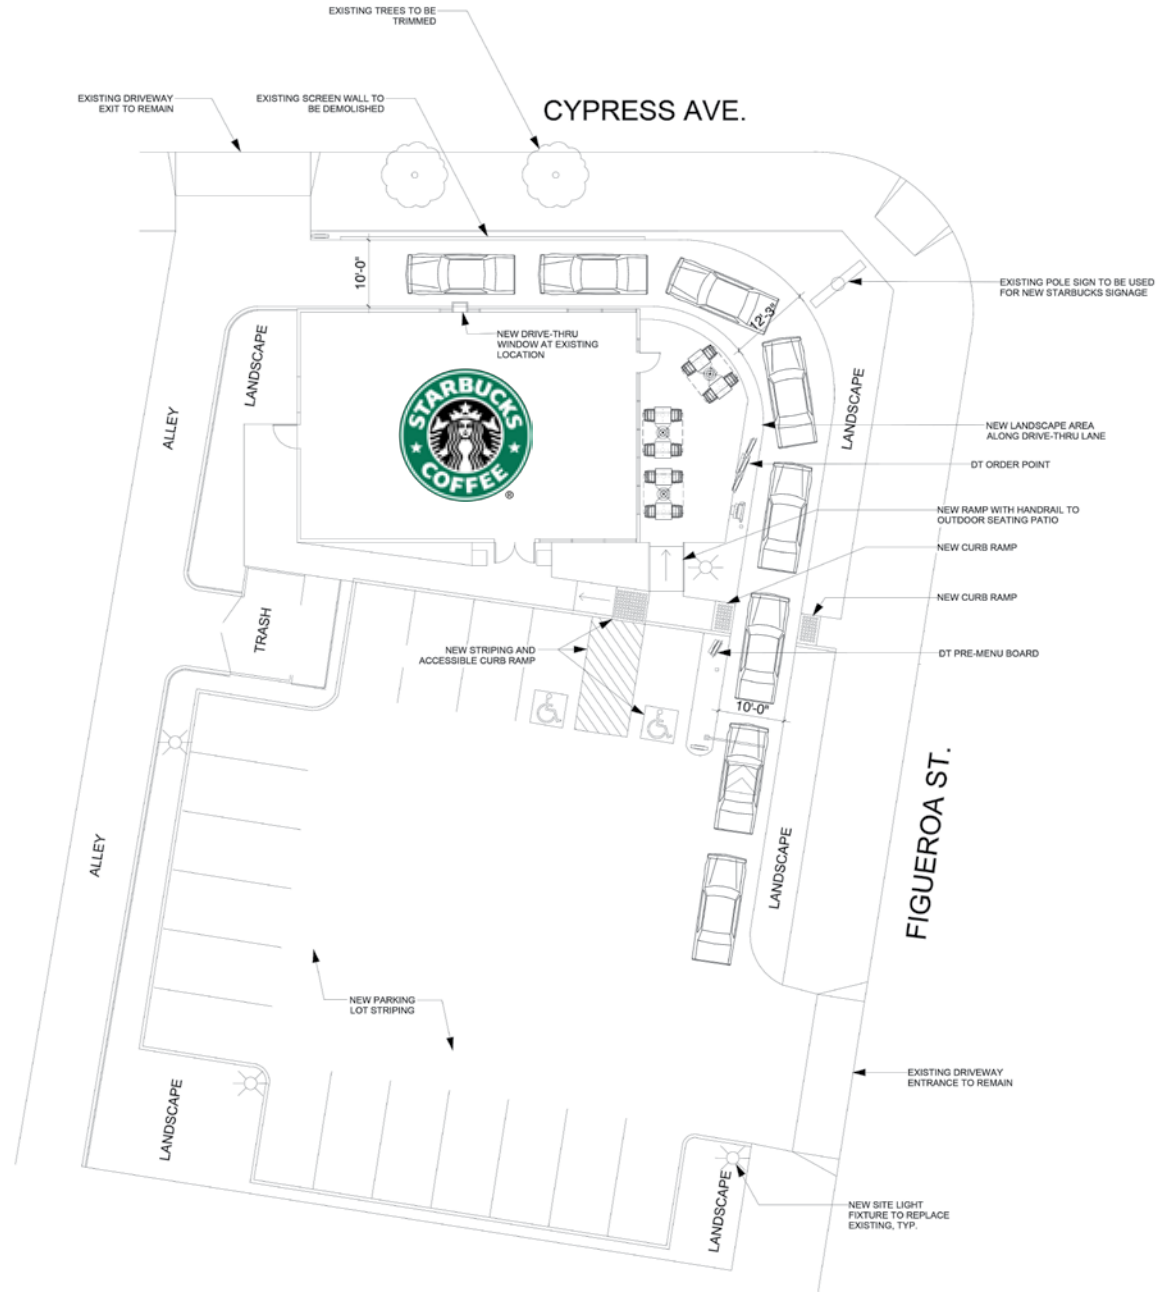 EXISTING TREES TO BE
TRIMMED
EXISTING DRIVEWAY
EXIT TO REMAIN
EXISTING SCREEN WALL TO
BE DEMOLISHED
CYPRESS AVE.
10'-0"
EXISTING POLE SIGN TO BE USED
FOR NEW STARBUCKS SIGNAGE
12'-3"
NEW DRIVE-THRU
WINDOW AT EXISTING
LOCATION
LANDSCAPE
ALLEY
STARBUCKS
COFFEE
®
LANDSCAPE
NEW LANDSCAPE AREA
ALONG DRIVE-THRU LANE
DT ORDER POINT
NEW RAMP WITH HANDRAIL TO
OUTDOOR SEATING PATIO
NEW CURB RAMP
NEW CURB RAMP
TRASH
NEW STRIPING AND
ACCESSIBLE CURB RAMP
DT PRE-MENU BOARD
10'-0"
FIGUEROA ST.
ALLEY
LANDSCAPE
NEW PARKING
LOT STRIPING
EXISTING DRIVEWAY
ENTRANCE TO REMAIN
LANDSCAPE
LANDSCAPE
NEW SITE LIGHT
FIXTURE TO REPLACE
EXISTING, TYP.